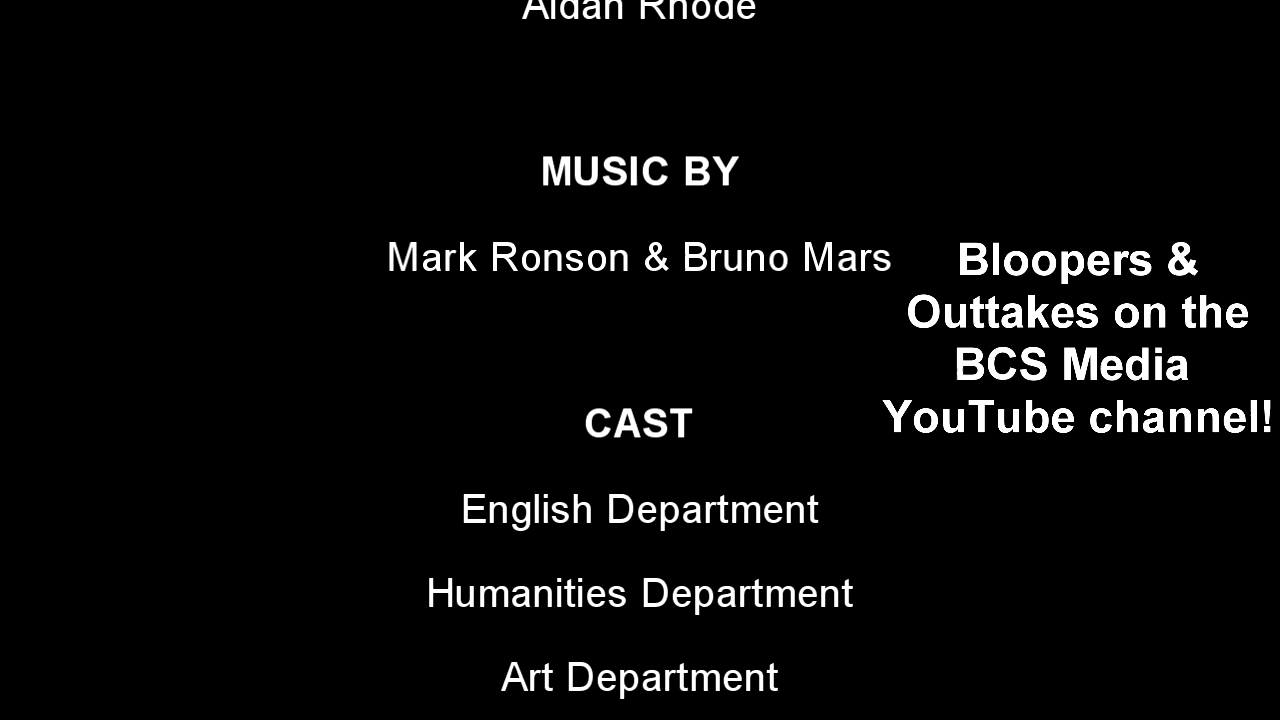 Aidan Rhode
MUSIC BY
Mark Ronson & Bruno Mars
Bloopers &
Outtakes on the
BCS Media
YouTube channel!
CAST
English Department
Humanities Department
Art Department